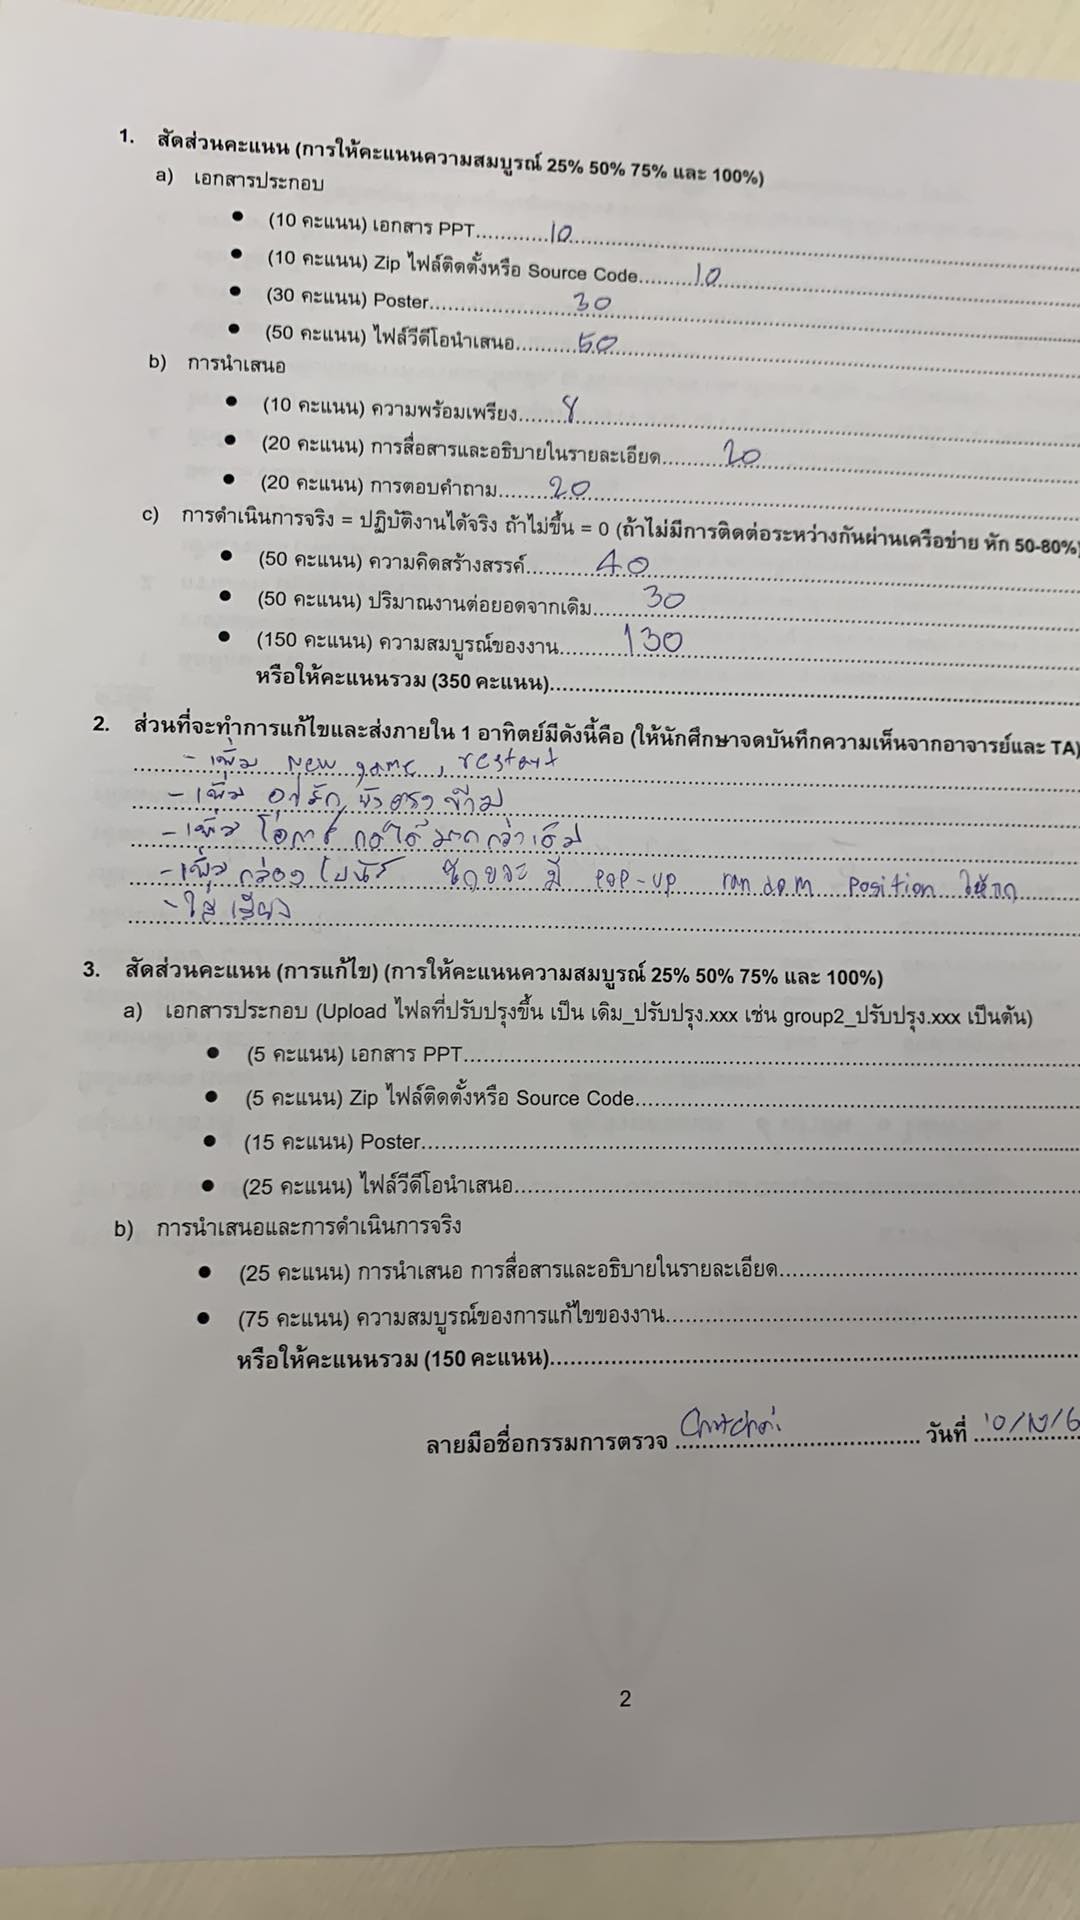 1. สัดส่วนคะแนน (การให้คะแนนความสมบูรณ์ 25% 50% 75% และ 100%)
a) เอกสารประกอบ
● (10 คะแนน) เอกสาร PPT............10
● (10 คะแนน) Zip ไฟล์ติดตั้งหรือ Source Code.........10
● (30 คะแนน) Poster.........30
● (50 คะแนน) ไฟล์วีดีโอนำเสนอ.........50
b) การนำเสนอ
● (10 คะแนน) ความพร้อมเพรียง.........8
● (20 คะแนน) การสื่อสารและอธิบายในรายละเอียด.........20
● (20 คะแนน) การตอบคำถาม.........20
c) การดำเนินการจริง = ปฏิบัติงานได้จริง ถ้าไม่ขึ้น = 0 (ถ้าไม่มีการติดต่อระหว่างกันผ่านเครือข่าย หัก 50-80%)
● (50 คะแนน) ความคิดสร้างสรรค์.........40
● (50 คะแนน) ปริมาณงานต่อยอดจากเดิม.........30
● (150 คะแนน) ความสมบูรณ์ของงาน.........130
หรือให้คะแนนรวม (350 คะแนน).........
2. ส่วนที่จะทำการแก้ไขและส่งภายใน 1 อาทิตย์มีดังนี้คือ (ให้นักศึกษาจดบันทึกความเห็นจากอาจารย์และ TA)
- เพิ่ม New game, restart
- เพิ่ม ฝั่งตรงข้าม
- เพิ่ม ได้มากกว่าเดิม
- เพิ่ม กล่อง โบนัส มี pop-up random position ให้กด
- ใส่เสียง
3. สัดส่วนคะแนน (การแก้ไข) (การให้คะแนนความสมบูรณ์ 25% 50% 75% และ 100%)
a) เอกสารประกอบ (Upload ไฟลที่ปรับปรุงขึ้น เป็น เดิม_ปรับปรุง.xxx เช่น group2_ปรับปรุง.xxx เป็นต้น)
● (5 คะแนน) เอกสาร PPT.........
● (5 คะแนน) Zip ไฟล์ติดตั้งหรือ Source Code.........
● (15 คะแนน) Poster.........
● (25 คะแนน) ไฟล์วีดีโอนำเสนอ.........
b) การนำเสนอและการดำเนินการจริง
● (25 คะแนน) การนำเสนอ การสื่อสารและอธิบายในรายละเอียด.........
● (75 คะแนน) ความสมบูรณ์ของการแก้ไขของงาน.........
หรือให้คะแนนรวม (150 คะแนน).........
ลายมือชื่อกรรมการตรวจ ......... วันที่
2